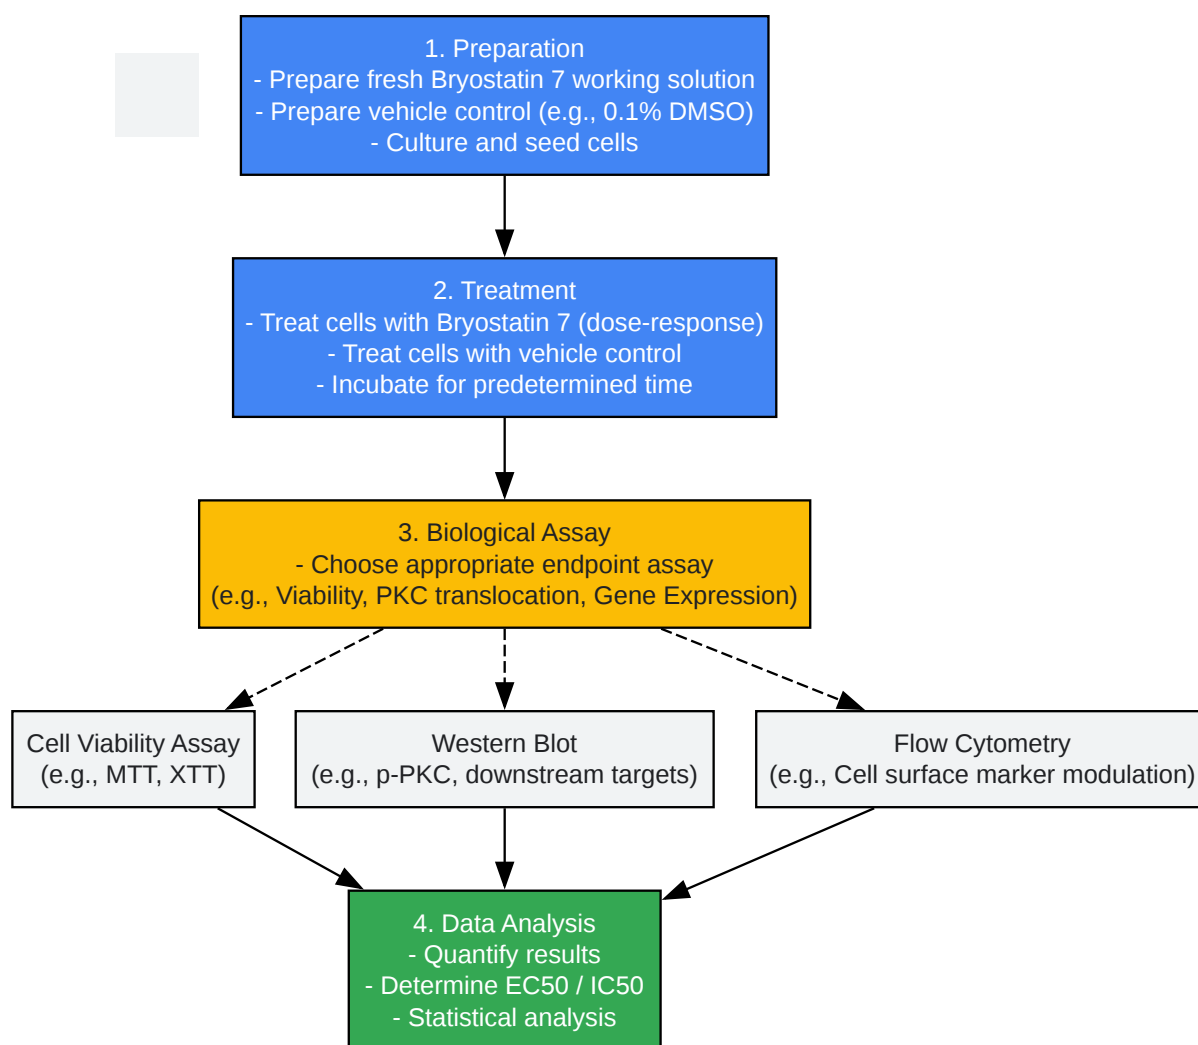 1. Preparation
- Prepare fresh Bryostatin 7 working solution
- Prepare vehicle control (e.g., 0.1% DMSO)
- Culture and seed cells
2. Treatment
- Treat cells with Bryostatin 7 (dose-response)
- Treat cells with vehicle control
- Incubate for predetermined time
3. Biological Assay
- Choose appropriate endpoint assay
(e.g., Viability, PKC translocation, Gene Expression)
Cell Viability Assay
(e.g., MTT, XTT)
Western Blot
(e.g., p-PKC, downstream targets)
Flow Cytometry
(e.g., Cell surface marker modulation)
4. Data Analysis
- Quantify results
- Determine EC50 / IC50
- Statistical analysis